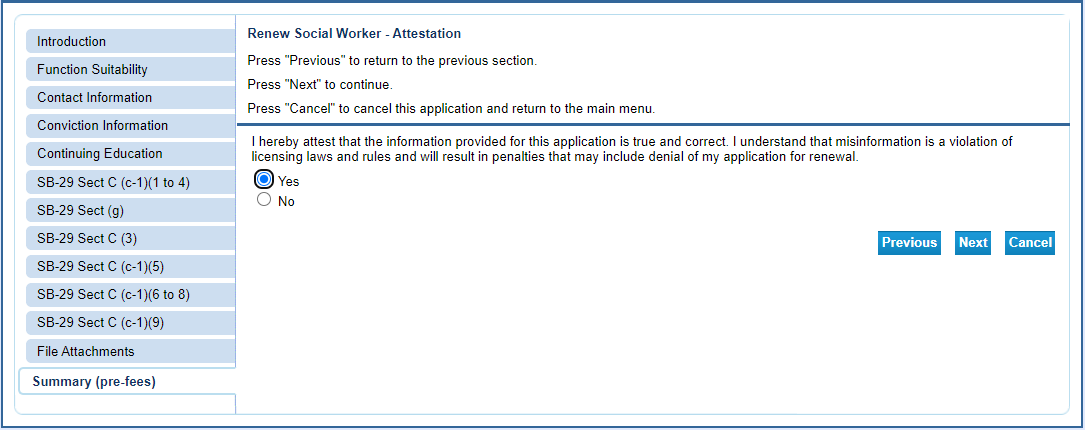 Introduction
Function Suitability
Contact Information
Conviction Information
Continuing Education
SB-29 Sect C (c-1)(1 to 4)
SB-29 Sect (g)
SB-29 Sect C (3)
SB-29 Sect C (c-1)(5)
SB-29 Sect C (c-1)(6 to 8)
SB-29 Sect C (c-1)(9)
File Attachments
Summary (pre-fees)
Renew Social Worker - Attestation
Press "Previous" to return to the previous section.
Press "Next" to continue.
Press "Cancel" to cancel this application and return to the main menu.
I hereby attest that the information provided for this application is true and correct. I understand that misinformation is a violation of
licensing laws and rules and will result in penalties that may include denial of my application for renewal.
Yes
No
Previous Next Cancel